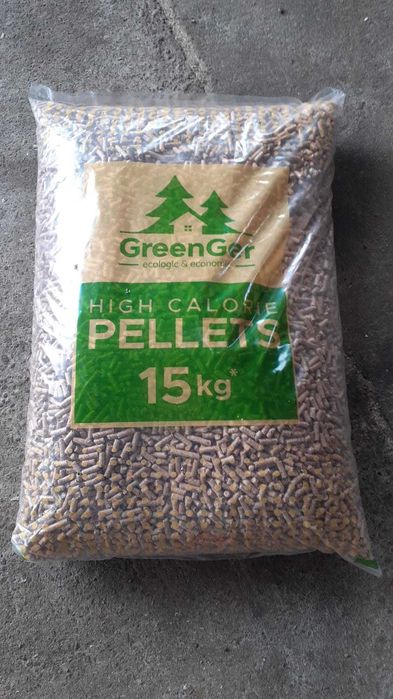 GreenGer
ecologic & economic
HIGH CALORIE
PELLETS
15kg*